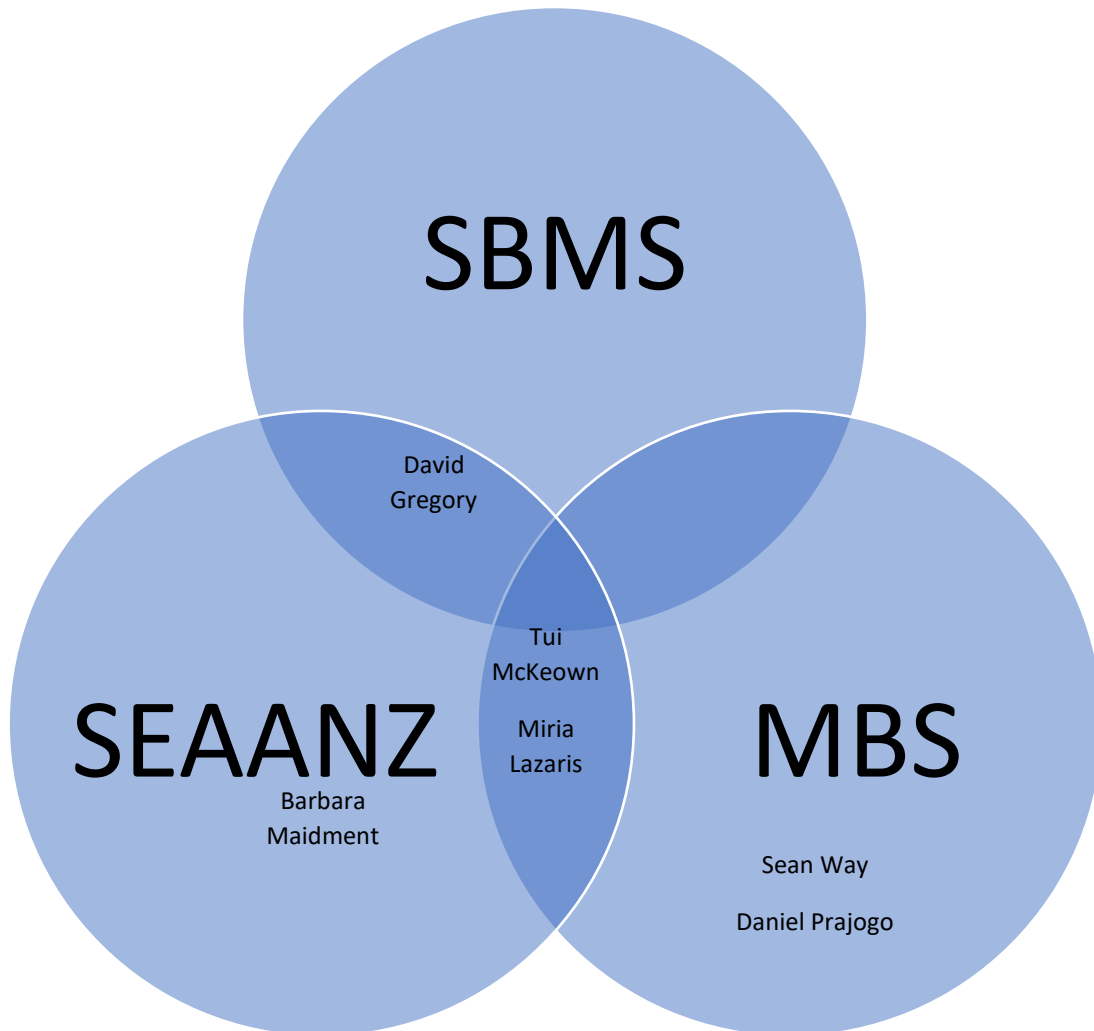 SBMS
David
Gregory
Tui
McKeown
Miria
Lazaris
SEAANZ
Barbara
Maidment
MBS
Sean Way
Daniel Prajogo